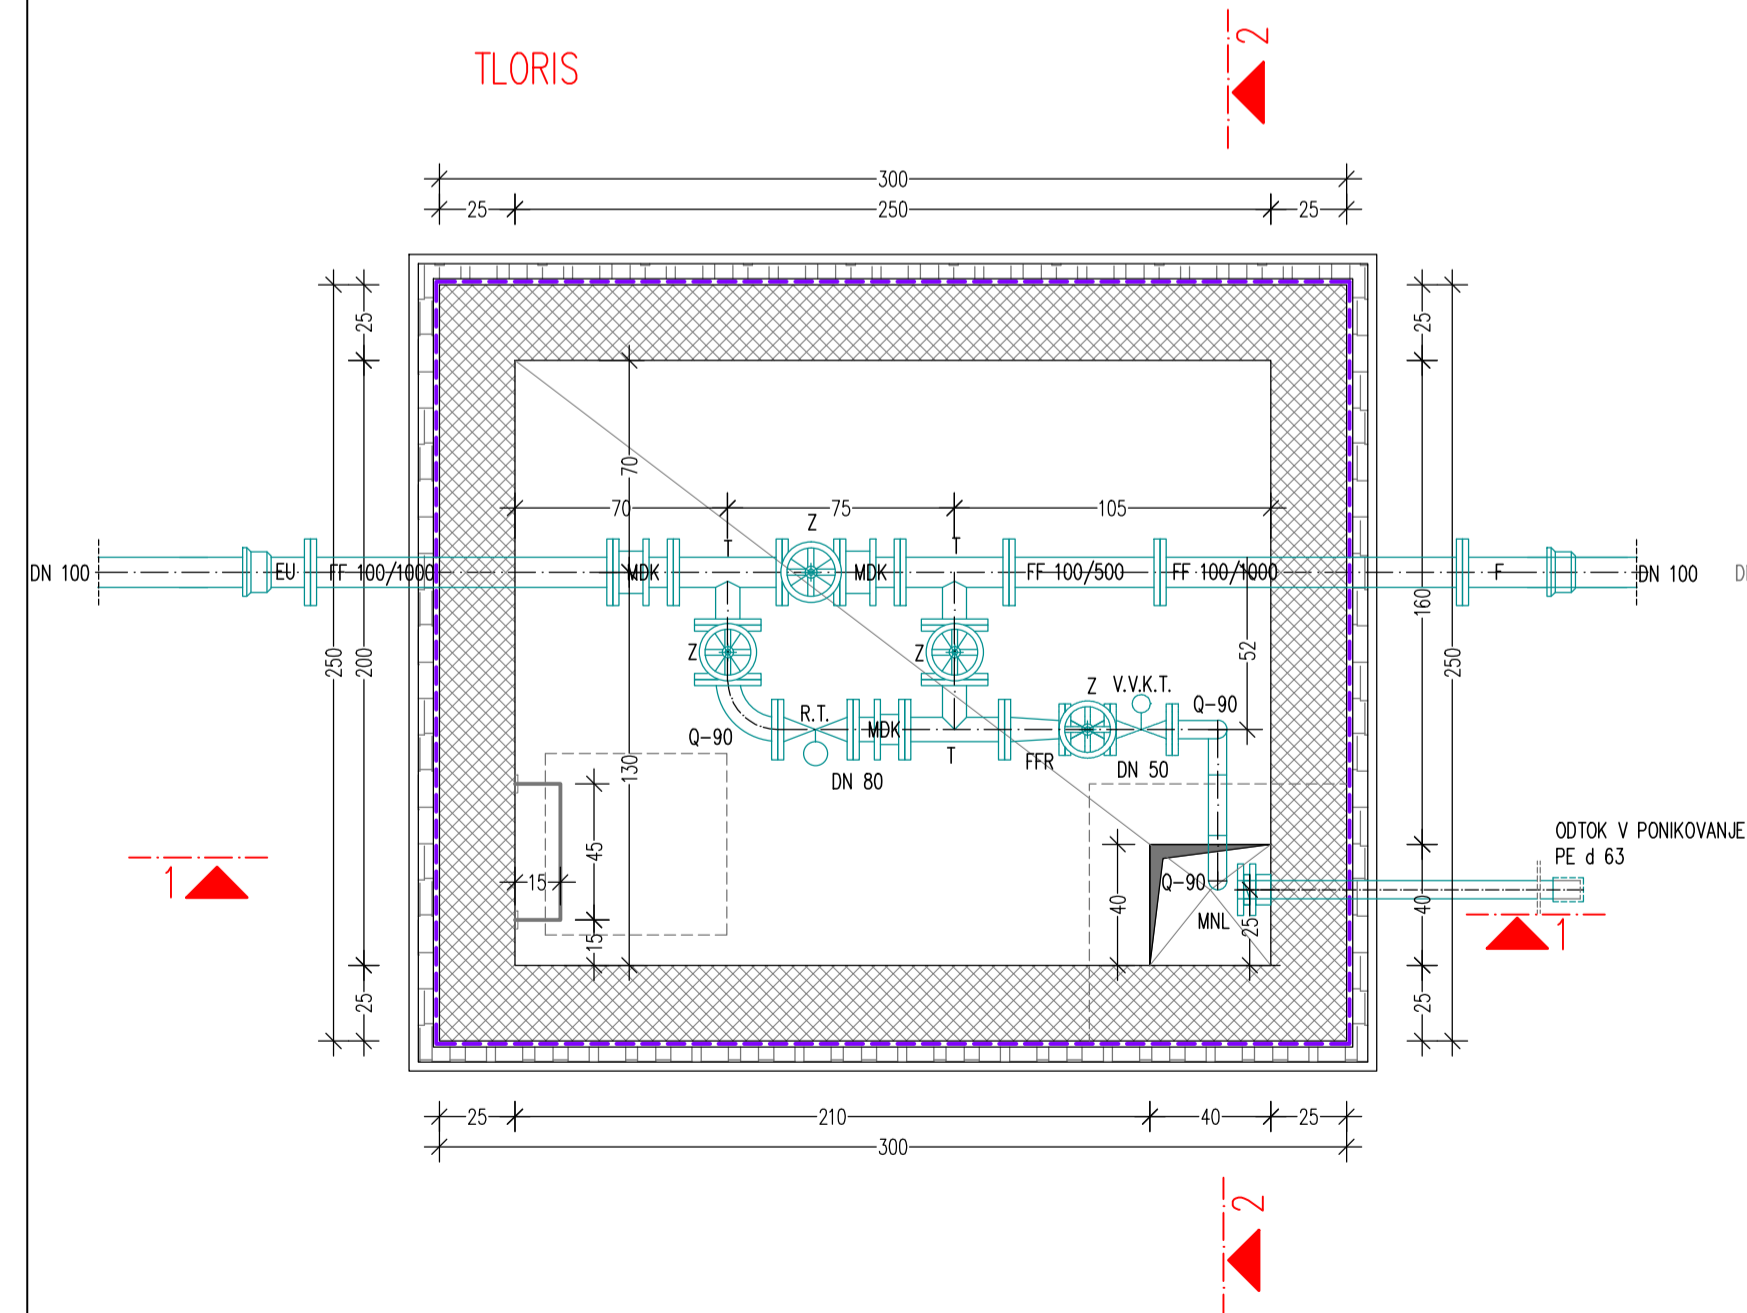 TLORIS
2
300
25
250
25
25
25
70
70
75
105
Z
T
T
DN 100
EU
FF 100/1000
MDK
MDK
FF 100/500
FF 100/1000
F
DN 100
D
160
250
200
250
52
Z
Z
Z
V.V.K.T.
R.T.
Q-90
Q-90
MDK
T
FFR
DN 50
DN 80
130
ODTOK V PONIKOVANJE
PE d 63
45
15
1
40
Q-90
MNL
25
40
1
15
25
25
25
210
40
25
300
2